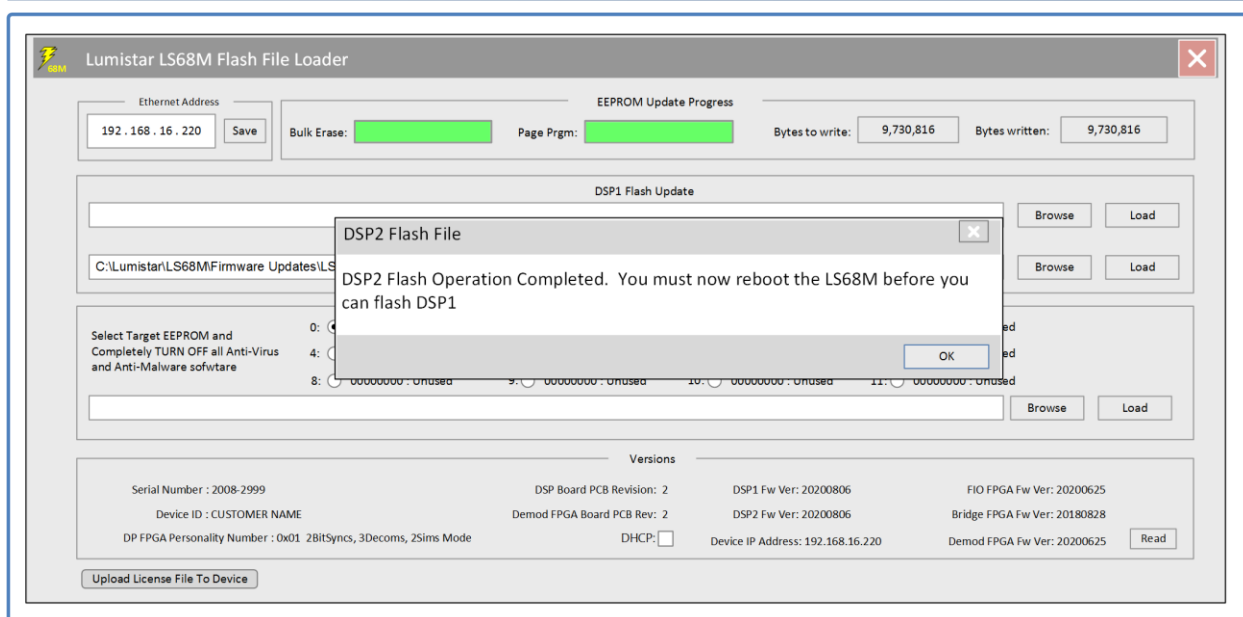 68M
Lumistar LS68M Flash File Loader
Ethernet Address
EEPROM Update Progress
192 . 168 . 16 . 220 Save Bulk Erase: Page Prgm: Bytes to write: 9,730,816 Bytes written: 9,730,816
DSP1 Flash Update
Browse Load
DSP2 Flash File
C:\Lumistar\LS68M\Firmware Updates\LS
Browse Load
DSP2 Flash Operation Completed. You must now reboot the LS68M before you
can flash DSP1
OK
Select Target EEPROM and
Completely TURN OFF all Anti-Virus
and Anti-Malware sofwtare
0:
4:
8: 00000000 : Unused 9: 00000000 : Unused 10: 00000000 : Unused 11: 00000000 : Unused
Browse Load
Versions
Serial Number : 2008-2999 DSP Board PCB Revision: 2 DSP1 Fw Ver: 20200806 FIO FPGA Fw Ver: 20200625
Device ID : CUSTOMER NAME Demod FPGA Board PCB Rev: 2 DSP2 Fw Ver: 20200806 Bridge FPGA Fw Ver: 20180828
DP FPGA Personality Number : 0x01 2BitSyncs, 3Decoms, 2Sims Mode DHCP: Device IP Address: 192.168.16.220 Demod FPGA Fw Ver: 20200625 Read
Upload License File To Device